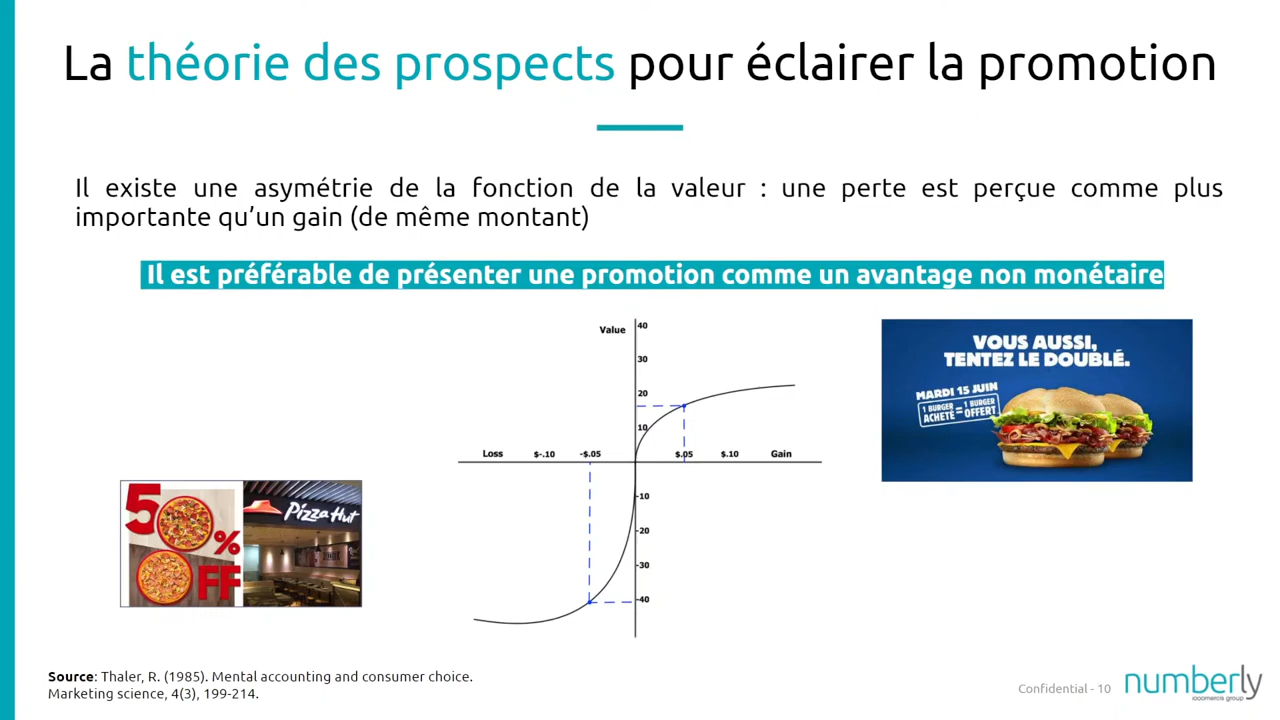 La théorie des prospects pour éclairer la promotion
Il existe une asymétrie de la fonction de la valeur : une perte est perçue comme plus
importante qu’un gain (de même montant)
Il est préférable de présenter une promotion comme un avantage non monétaire
Value
40
30
20
10
Loss $-.10 -$.05 $.05 $.10 Gain
-10
-20
-30
-40
VOUS AUSSI,
TENTEZ LE DOUBLÉ.
MARDI 15 JUIN
1 BURGER ACHETÉ = 1 BURGER OFFERT
50
%
OFF
Pizza Hut
Source: Thaler, R. (1985). Mental accounting and consumer choice.
Marketing science, 4(3), 199-214.
Confidential - 10
numberly
1000mercis group